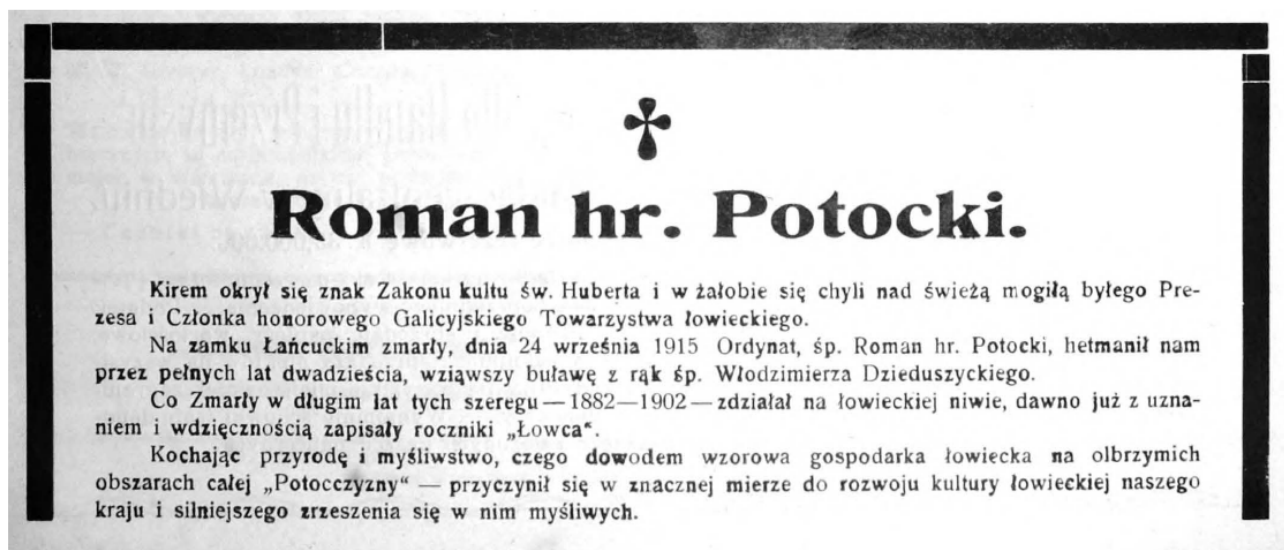 Roman hr. Potocki.
Kirem okrył się znak Zakonu kultu św. Huberta i w żałobie się chyli nad świeżą mogiłą byłego Pre-
zesa i Członka honorowego Galicyjskiego Towarzystwa łowieckiego.
Na zamku Łańcuckim zmarły, dnia 24 września 1915 Ordynat, śp. Roman hr. Potocki, hetmanił nam
przez pełnych lat dwadzieścia, wziąwszy buławę z rąk śp. Włodzimierza Dzieduszyckiego.
Co Zmarły w długim lat tych szeregu — 1882—1902 — zdziałał na łowieckiej niwie, dawno już z uzna-
niem i wdzięcznością zapisały roczniki „Łowca“.
Kochając przyrodę i myśliwstwo, czego dowodem wzorowa gospodarka łowiecka na olbrzymich
obszarach całej „Potocczyzny“ — przyczynił się w znacznej mierze do rozwoju kultury łowieckiej naszego
kraju i silniejszego zrzeszenia się w nim myśliwych.